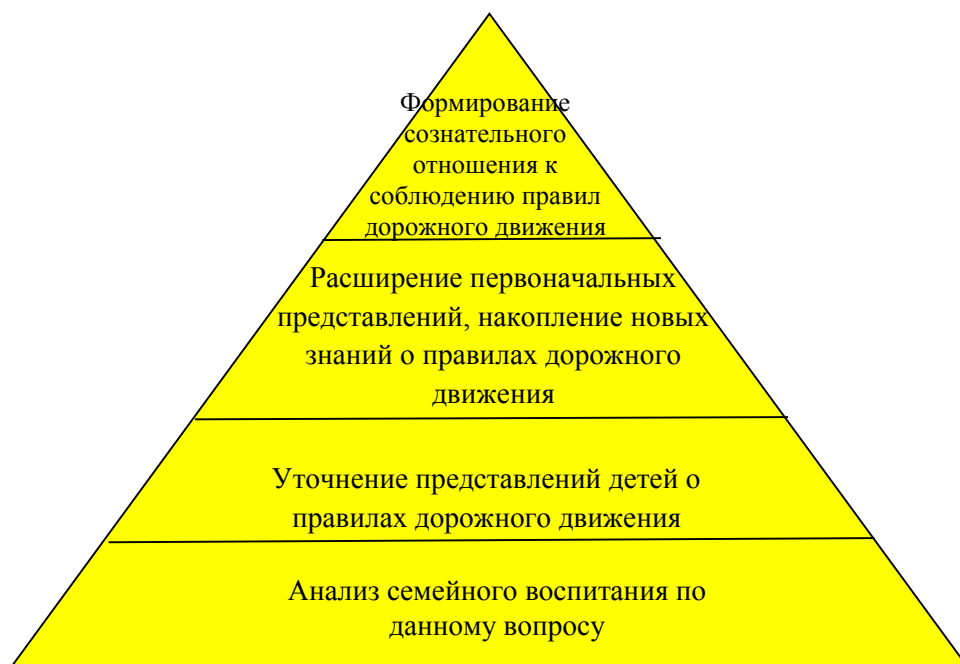 Формирование
сознательного
отношения к
соблюдению правил
дорожного движения
Расширение первоначальных
представлений, накопление новых
знаний о правилах дорожного
движения
Уточнение представлений детей о
правилах дорожного движения
Анализ семейного воспитания по
данному вопросу